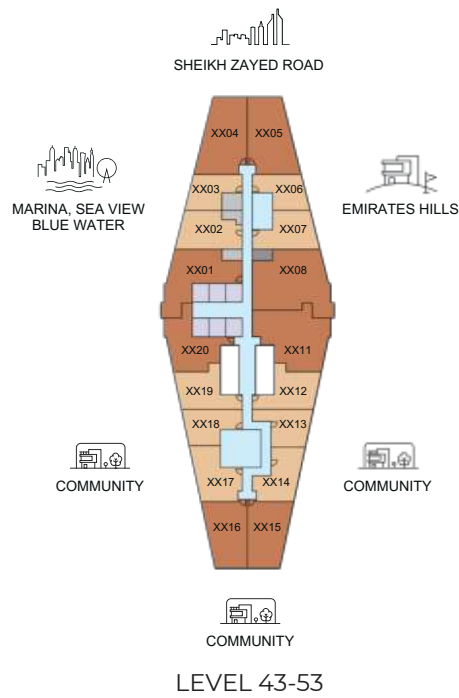 SHEIKH ZAYED ROAD
XX04 XX05
MARINA, SEA VIEW
BLUE WATER
XX03 XX06
EMIRATES HILLS
XX02 XX07
XX01 XX08
XX20 XX11
XX19 XX12
XX18 XX13
COMMUNITY
XX17 XX14
COMMUNITY
XX16 XX15
COMMUNITY
LEVEL 43-53